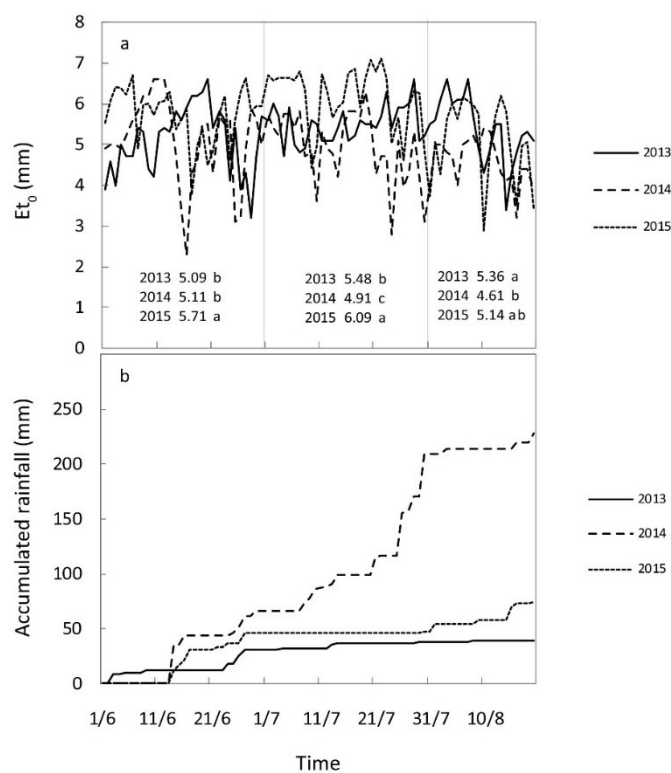 a
8
7
6
5
4
3
2
1
0
Et₀ (mm)
2013 5.09 b
2014 5.11 b
2015 5.71 a
2013 5.48 b
2014 4.91 c
2015 6.09 a
2013 5.36 a
2014 4.61 b
2015 5.14 ab
2013
2014
2015
b
250
200
150
100
50
0
Accumulated rainfall (mm)
2013
2014
2015
1/6 11/6 21/6 1/7 11/7 21/7 31/7 10/8
Time